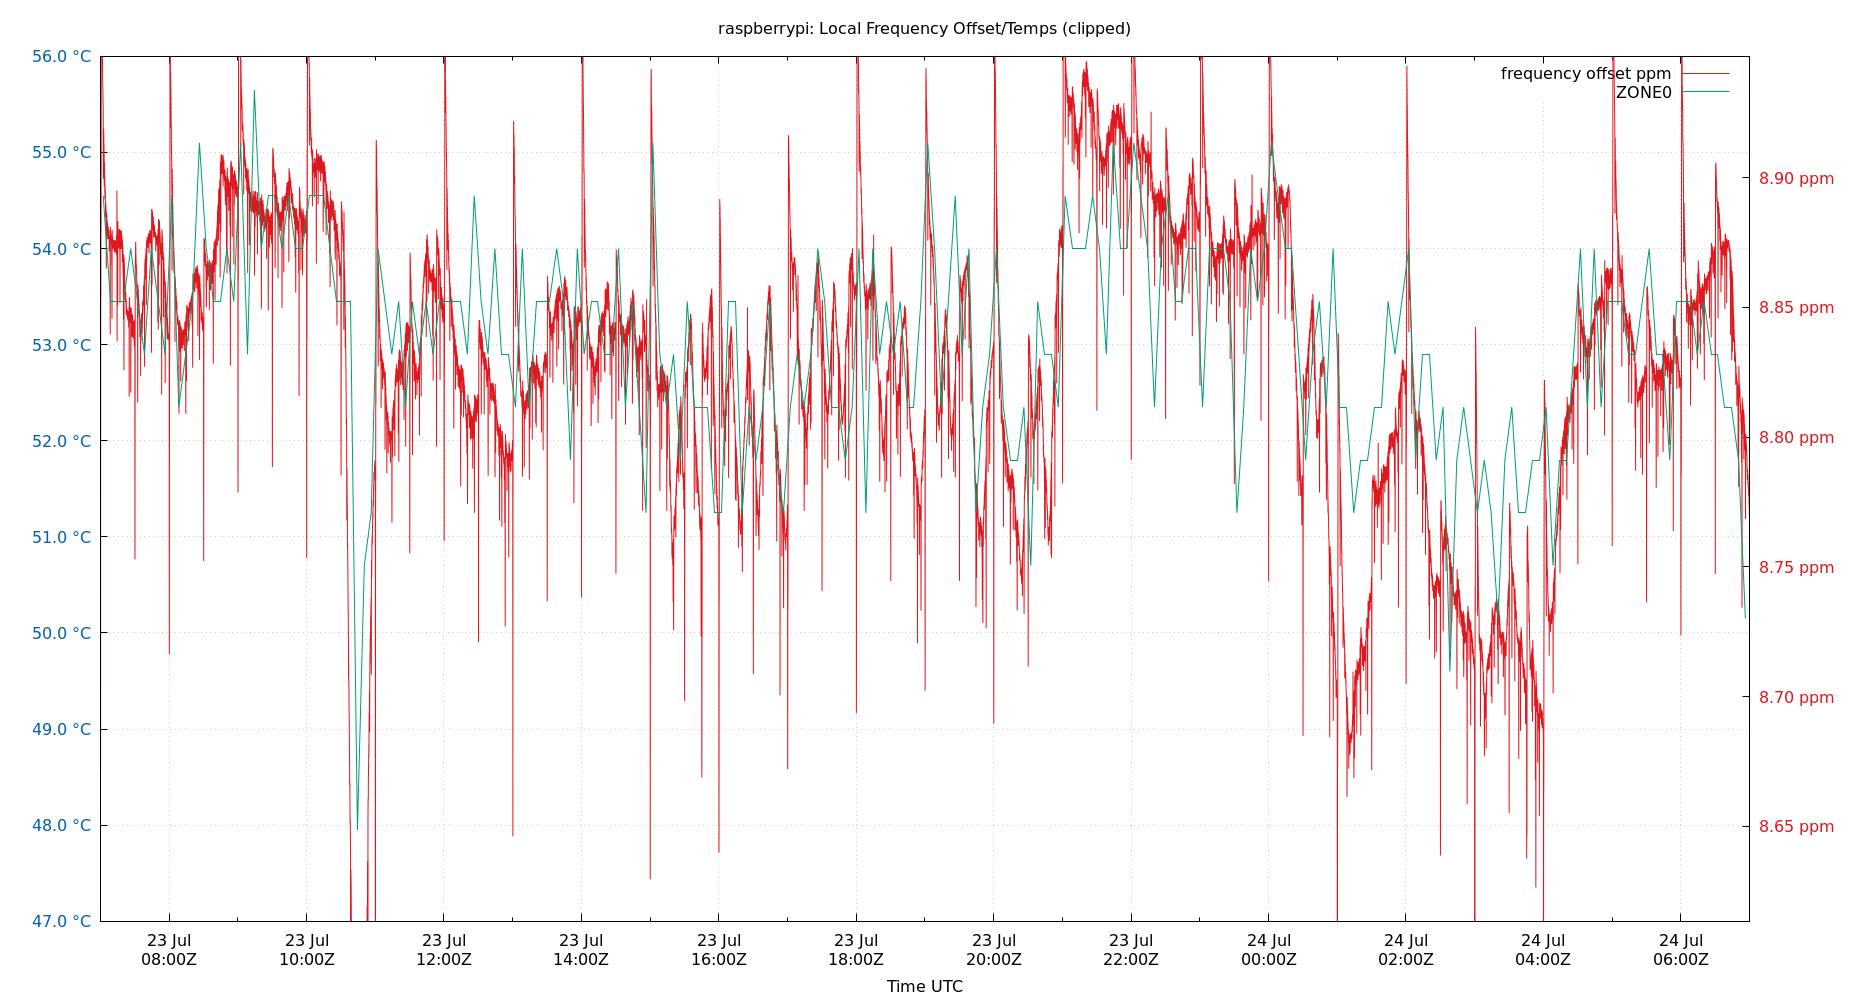 raspberrypi: Local Frequency Offset/Temps (clipped)
frequency offset ppm
ZONE0
56.0 °C
55.0 °C
54.0 °C
53.0 °C
52.0 °C
51.0 °C
50.0 °C
49.0 °C
48.0 °C
47.0 °C
8.90 ppm
8.85 ppm
8.80 ppm
8.75 ppm
8.70 ppm
8.65 ppm
23 Jul 23 Jul 23 Jul 23 Jul 23 Jul 23 Jul 23 Jul 23 Jul 24 Jul 24 Jul 24 Jul 24 Jul
08:00Z 10:00Z 12:00Z 14:00Z 16:00Z 18:00Z 20:00Z 22:00Z 00:00Z 02:00Z 04:00Z 06:00Z
Time UTC